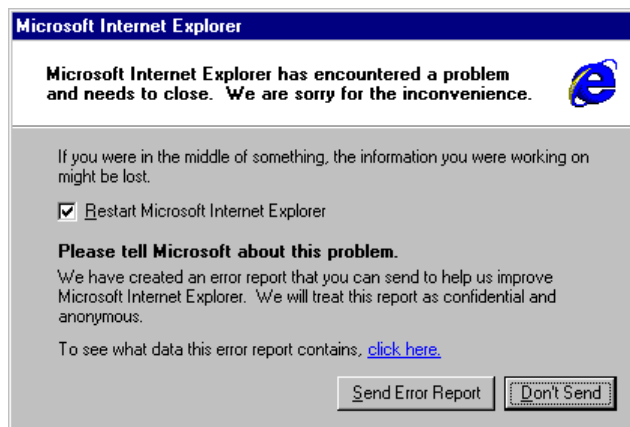 Microsoft Internet Explorer
Microsoft Internet Explorer has encountered a problem
and needs to close.  We are sorry for the inconvenience.
If you were in the middle of something, the information you were working on
might be lost.
Restart Microsoft Internet Explorer
Please tell Microsoft about this problem.
We have created an error report that you can send to help us improve
Microsoft Internet Explorer.  We will treat this report as confidential and
anonymous.
To see what data this error report contains, click here.
Send Error Report
Don't Send